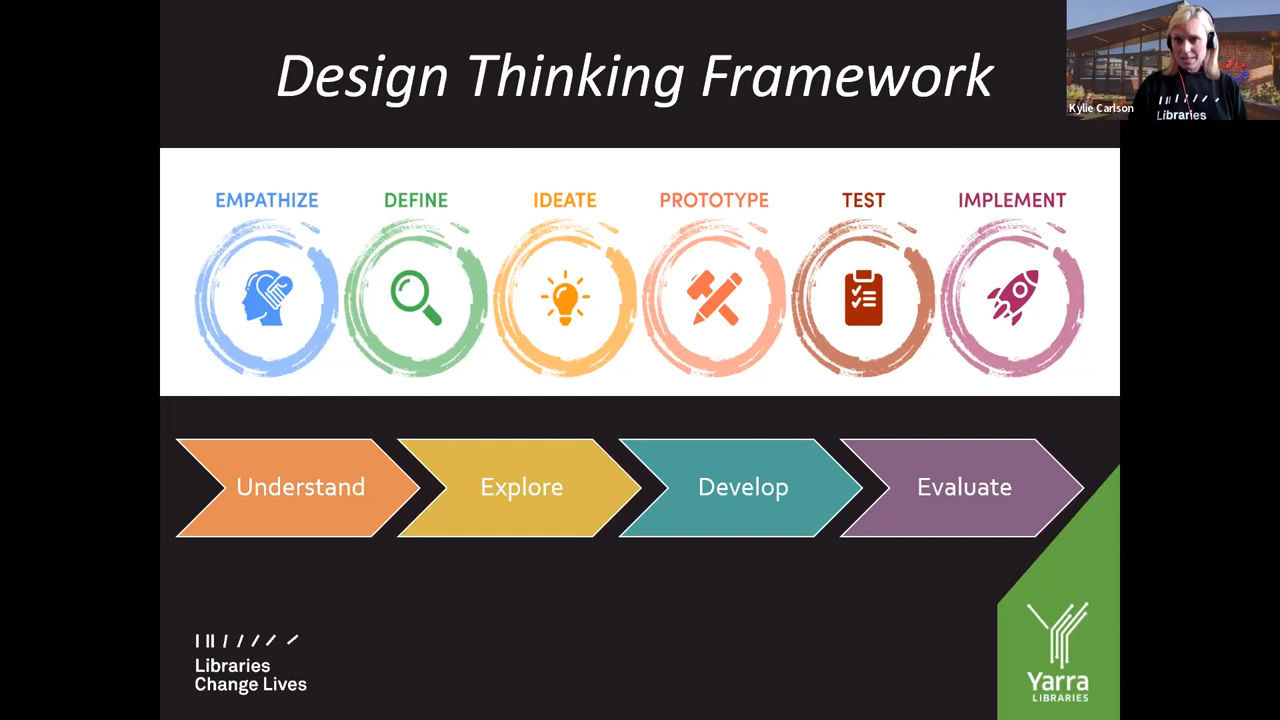 Design Thinking Framework
Kylie Carlson
Libraries
EMPATHIZE
DEFINE
IDEATE
PROTOTYPE
TEST
IMPLEMENT
Understand
Explore
Develop
Evaluate
Libraries
Change Lives
Yarra
LIBRARIES